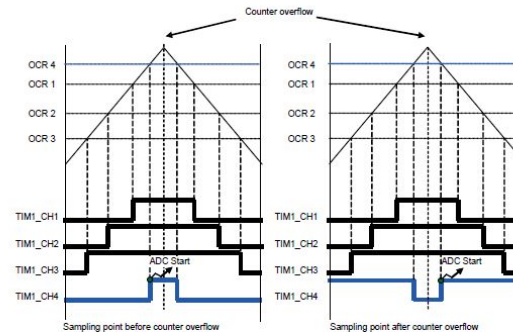 Counter overflow
OCR 4
OCR 1
OCR 2
OCR 3
TIM1_CH1
TIM1_CH2
TIM1_CH3
ADC Start
TIM1_CH4
Sampling point before counter overflow
OCR 4
OCR 1
OCR 2
OCR 3
TIM1_CH1
TIM1_CH2
TIM1_CH3
ADC Start
TIM1_CH4
Sampling point after counter overflow